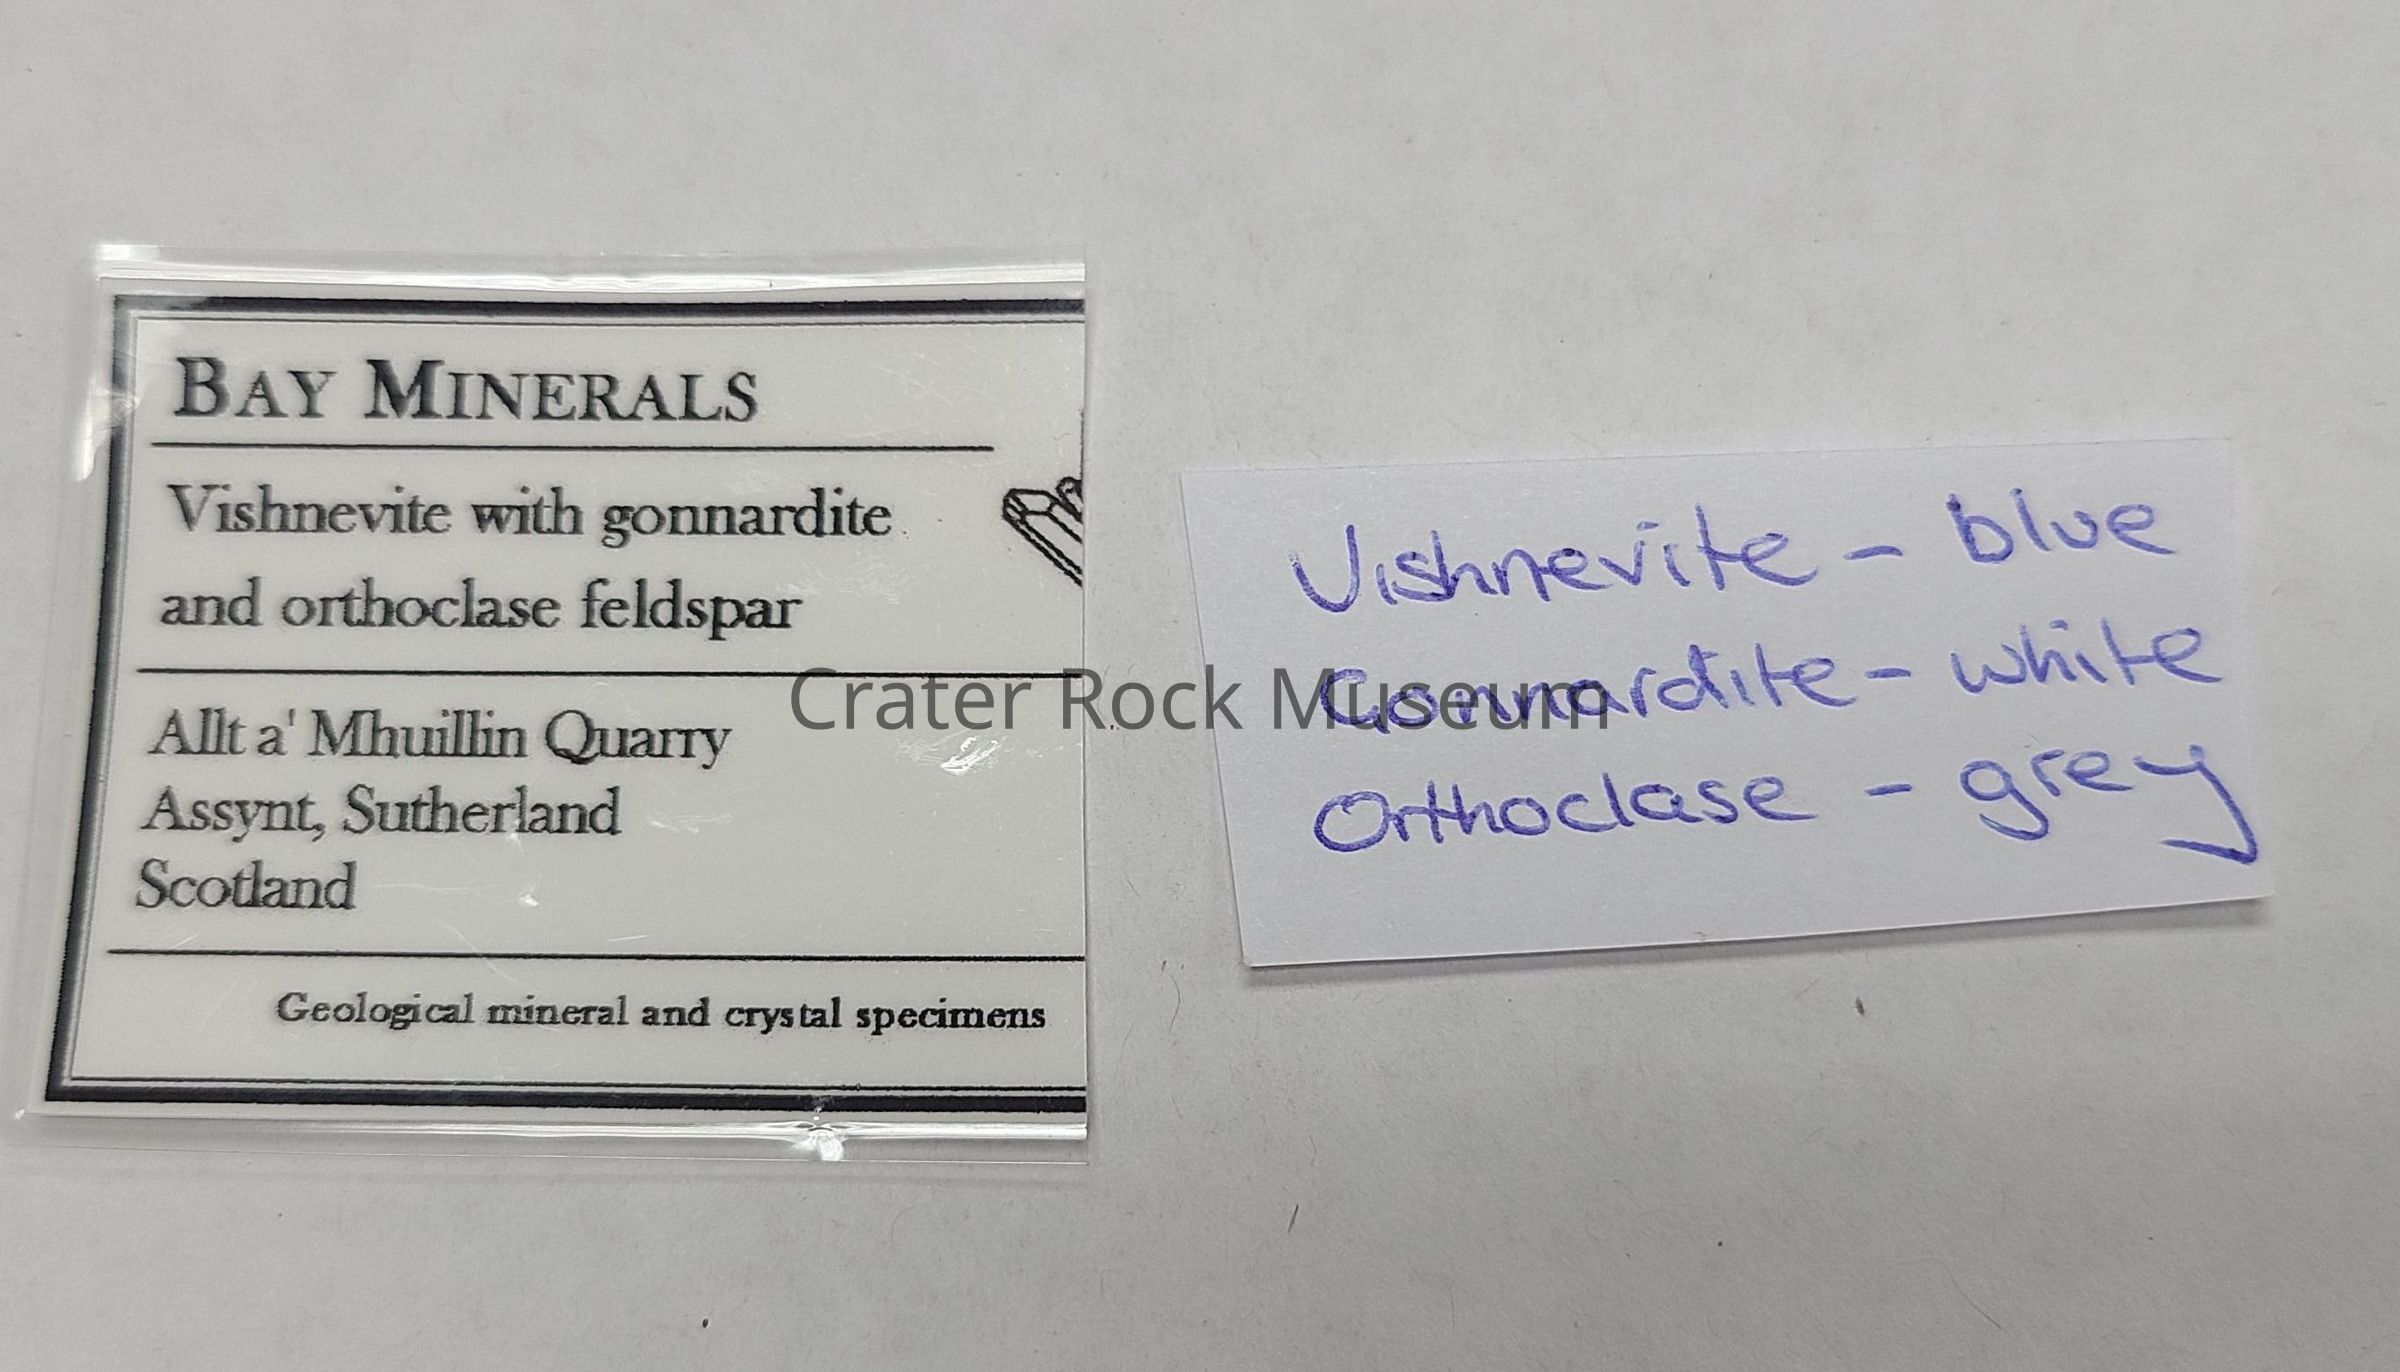 BAY MINERALS
Vishnevite with gonnardite
and orthoclase feldspar
Allt a' Mhuillin Quarry
Assynt, Sutherland
Scotland
Geological mineral and crystal specimens
Vishnevite - blue
Gonnardite - white
Orthoclase - grey
Crater Rock Museum